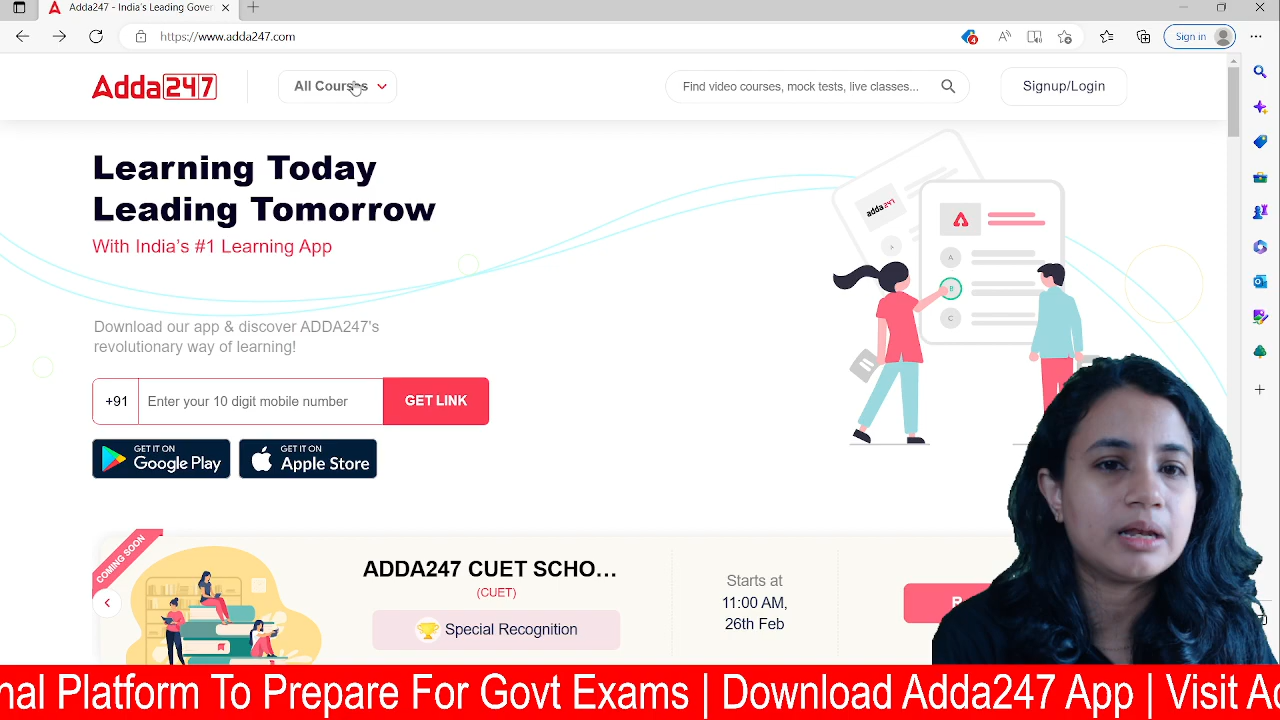 Adda247 - India's Leading Gover
https://www.adda247.com
4
Sign in
Adda247
All Courses
Find video courses, mock tests, live classes...
Signup/Login
Learning Today
Leading Tomorrow
With India's #1 Learning App
adda247
A
A
B
C
Download our app & discover ADDA247's
revolutionary way of learning!
+91
Enter your 10 digit mobile number
GET LINK
GET IT ON
Google Play
GET IT ON
Apple Store
COMING SOON
ADDA247 CUET SCHO...
(CUET)
Special Recognition
Starts at
11:00 AM,
26th Feb
nal Platform To Prepare For Govt Exams | Download Adda247 App | Visit Ad